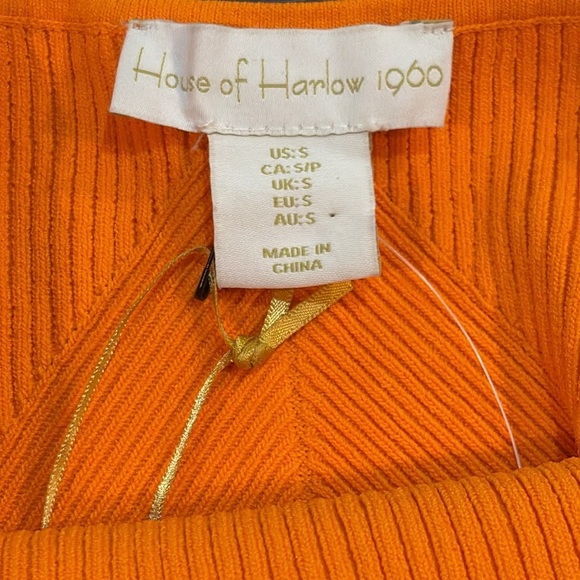 House of Harlow 1960
US: S
CA: S/P
UK: S
EU: S
AU: S
MADE IN
CHINA